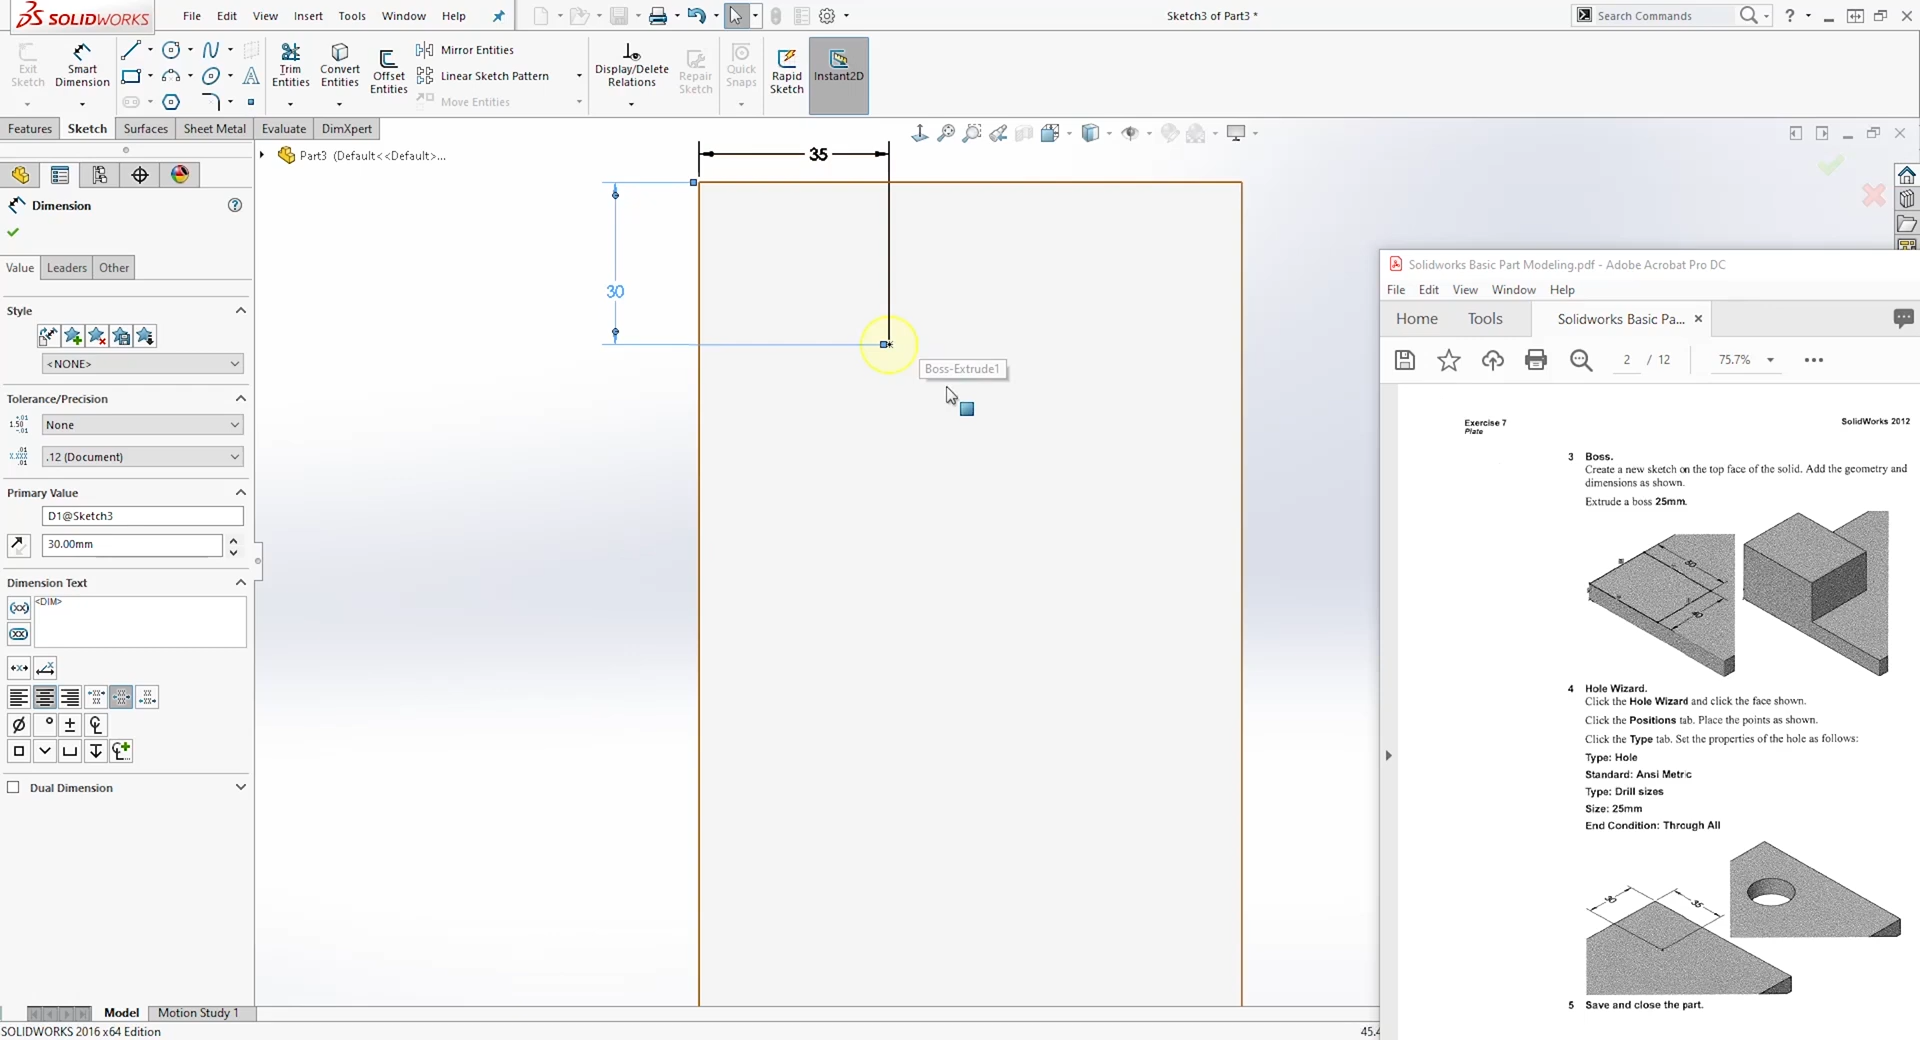 SOLIDWORKS
File Edit View Insert Tools Window Help
Sketch3 of Part3 *
Search Commands
Exit Sketch
Smart Dimension
Trim Entities
Convert Entities
Offset Entities
Mirror Entities
Linear Sketch Pattern
Move Entities
Display/Delete Relations
Repair Sketch
Quick Snaps
Rapid Sketch
Instant2D
Features Sketch Surfaces Sheet Metal Evaluate DimXpert
Part3 (Default<<Default>...
Dimension
Value Leaders Other
Style
<NONE>
Tolerance/Precision
None
.12 (Document)
Primary Value
D1@Sketch3
30.00mm
Dimension Text
<DIM>
Dual Dimension
35
30
Boss-Extrude1
Model Motion Study 1
SOLIDWORKS 2016 x64 Edition
45.4
Solidworks Basic Part Modeling.pdf - Adobe Acrobat Pro DC
File Edit View Window Help
Home Tools Solidworks Basic Pa... ×
2 / 12 75.7%
Exercise 7
Plate
SolidWorks 2012
3 Boss.
Create a new sketch on the top face of the solid. Add the geometry and
dimensions as shown.
Extrude a boss 25mm.
4 Hole Wizard.
Click the Hole Wizard and click the face shown.
Click the Positions tab. Place the points as shown.
Click the Type tab. Set the properties of the hole as follows:
Type: Hole
Standard: Ansi Metric
Type: Drill sizes
Size: 25mm
End Condition: Through All
30
35
5 Save and close the part.